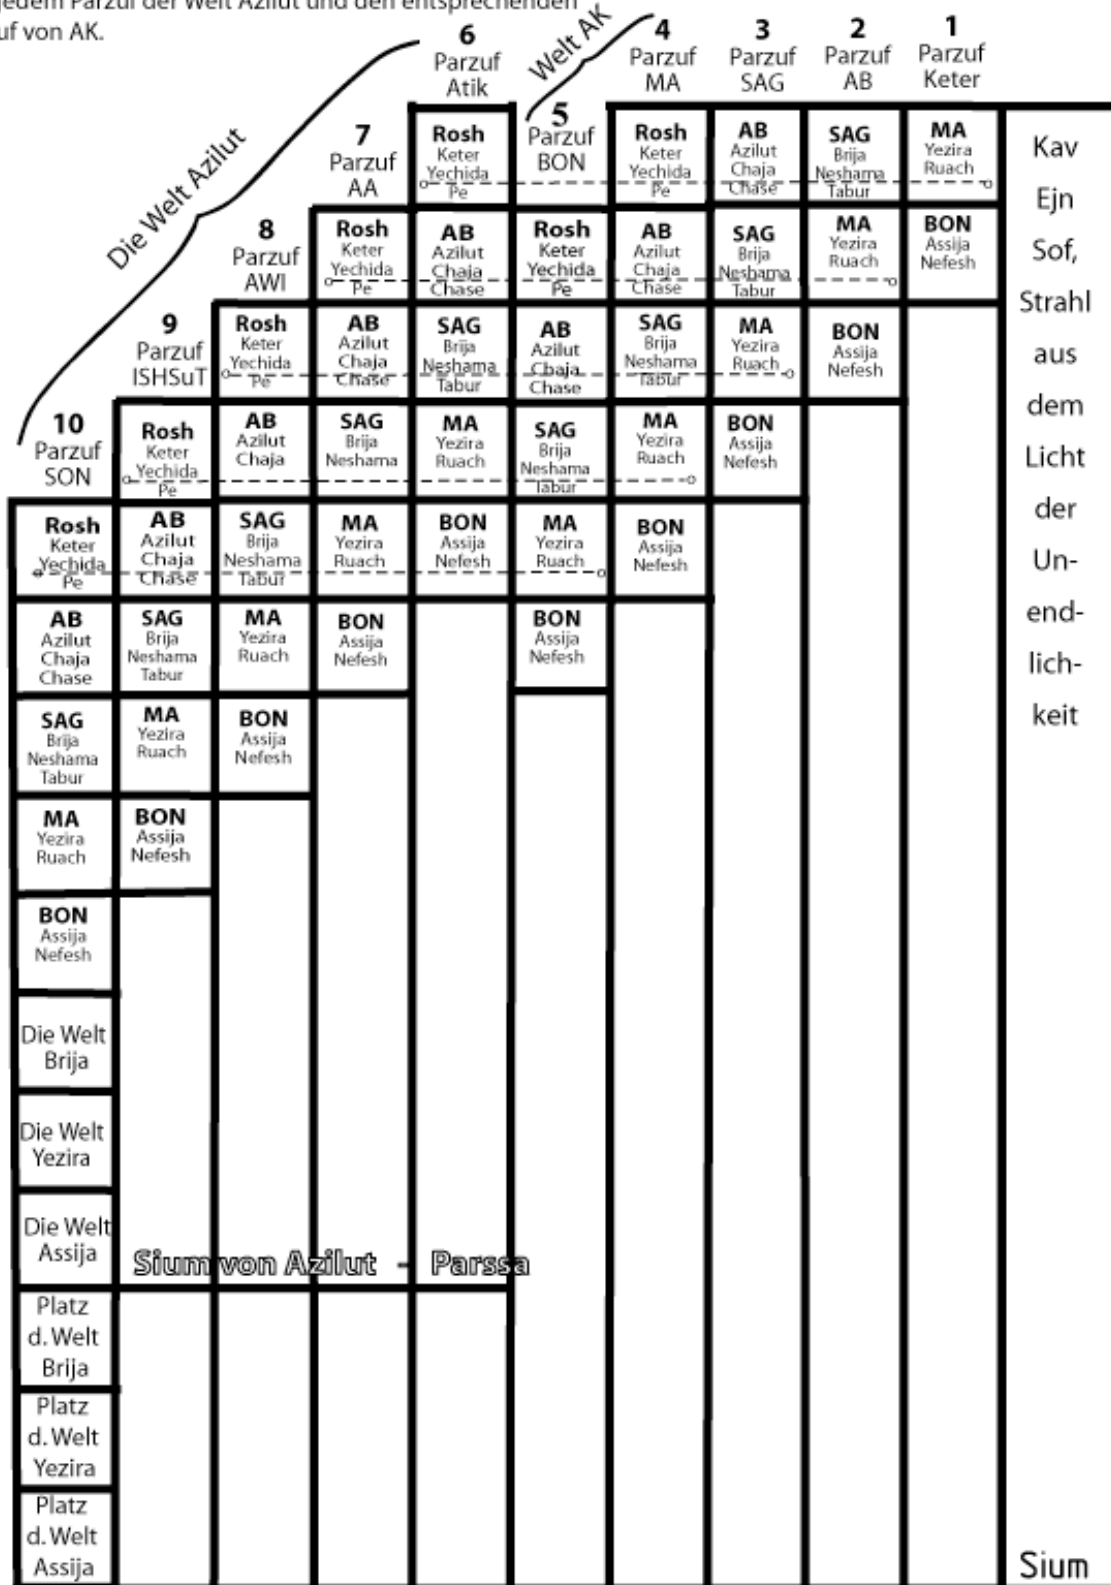 jedem Parzuf der Welt Azilut und den entsprechenden
uf von AK.
Die Welt Azilut
Welt AK
6
Parzuf
Atik
4
Parzuf
MA
3
Parzuf
SAG
2
Parzuf
AB
1
Parzuf
Keter
7
Parzuf
AA
5
Parzuf
BON
8
Parzuf
AWI
9
Parzuf
ISHSuT
10
Parzuf
SON
Rosh
Keter
Yechida
Pe
Rosh
Keter
Yechida
Pe
AB
Azilut
Chaja
Chase
SAG
Brija
Neshama
Tabur
MA
Yezira
Ruach
Rosh
Keter
Yechida
Pe
AB
Azilut
Chaja
Chase
Rosh
Keter
Yechida
Pe
AB
Azilut
Chaja
Chase
SAG
Brija
Neshama
Tabur
MA
Yezira
Ruach
BON
Assija
Nefesh
Rosh
Keter
Yechida
Pe
AB
Azilut
Chaja
Chase
SAG
Brija
Neshama
Tabur
AB
Azilut
Cbaja
Chase
SAG
Brija
Neshama
Tabur
MA
Yezira
Ruach
BON
Assija
Nefesh
Rosh
Keter
Yechida
Pe
AB
Azilut
Chaja
SAG
Brija
Neshama
MA
Yezira
Ruach
SAG
Brija
Neshama
Tabur
MA
Yezira
Ruach
BON
Assija
Nefesh
Rosh
Keter
Yechida
Pe
AB
Azilut
Chaja
Chase
SAG
Brija
Neshama
Tabur
MA
Yezira
Ruach
BON
Assija
Nefesh
MA
Yezira
Ruach
BON
Assija
Nefesh
AB
Azilut
Chaja
Chase
SAG
Brija
Neshama
Tabur
MA
Yezira
Ruach
BON
Assija
Nefesh
BON
Assija
Nefesh
SAG
Brija
Neshama
Tabur
MA
Yezira
Ruach
BON
Assija
Nefesh
MA
Yezira
Ruach
BON
Assija
Nefesh
BON
Assija
Nefesh
Die Welt
Brija
Die Welt
Yezira
Die Welt
Assija
Sium von Azilut - Parssa
Platz
d. Welt
Brija
Platz
d. Welt
Yezira
Platz
d. Welt
Assija
Kav
Ejn
Sof,
Strahl
aus
dem
Licht
der
Un-
end-
lich-
keit
Sium